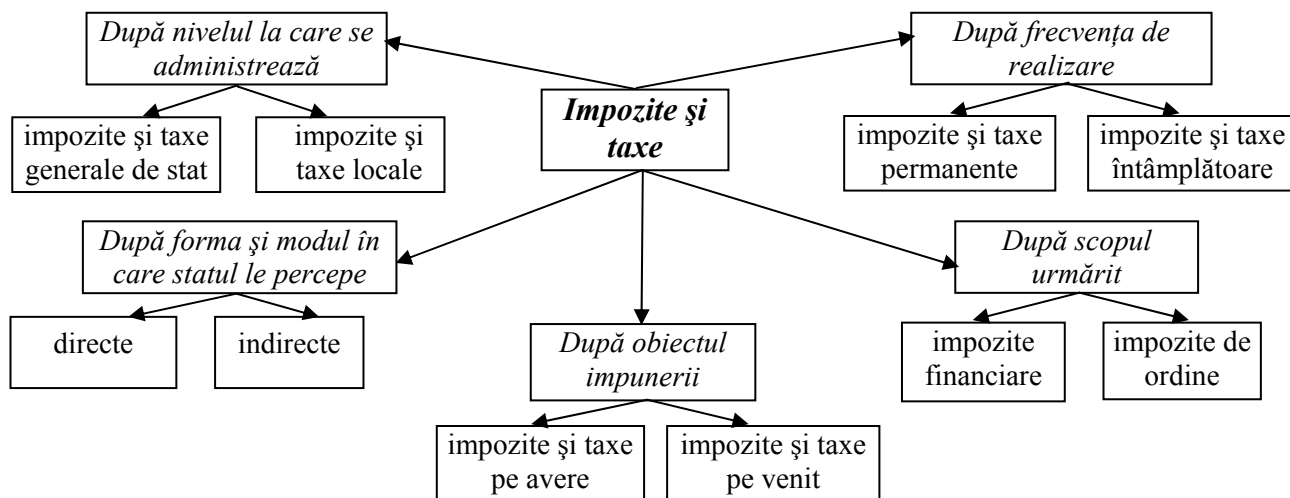 După nivelul la care se
administrează
După frecvența de
realizare
Impozite şi
taxe
impozite şi taxe
generale de stat
impozite şi
taxe locale
impozite şi taxe
permanente
impozite şi taxe
întâmplătoare
După forma şi modul în
care statul le percepe
După scopul
urmărit
directe
indirecte
După obiectul
impunerii
impozite
financiare
impozite de
ordine
impozite şi taxe
pe avere
impozite şi taxe
pe venit